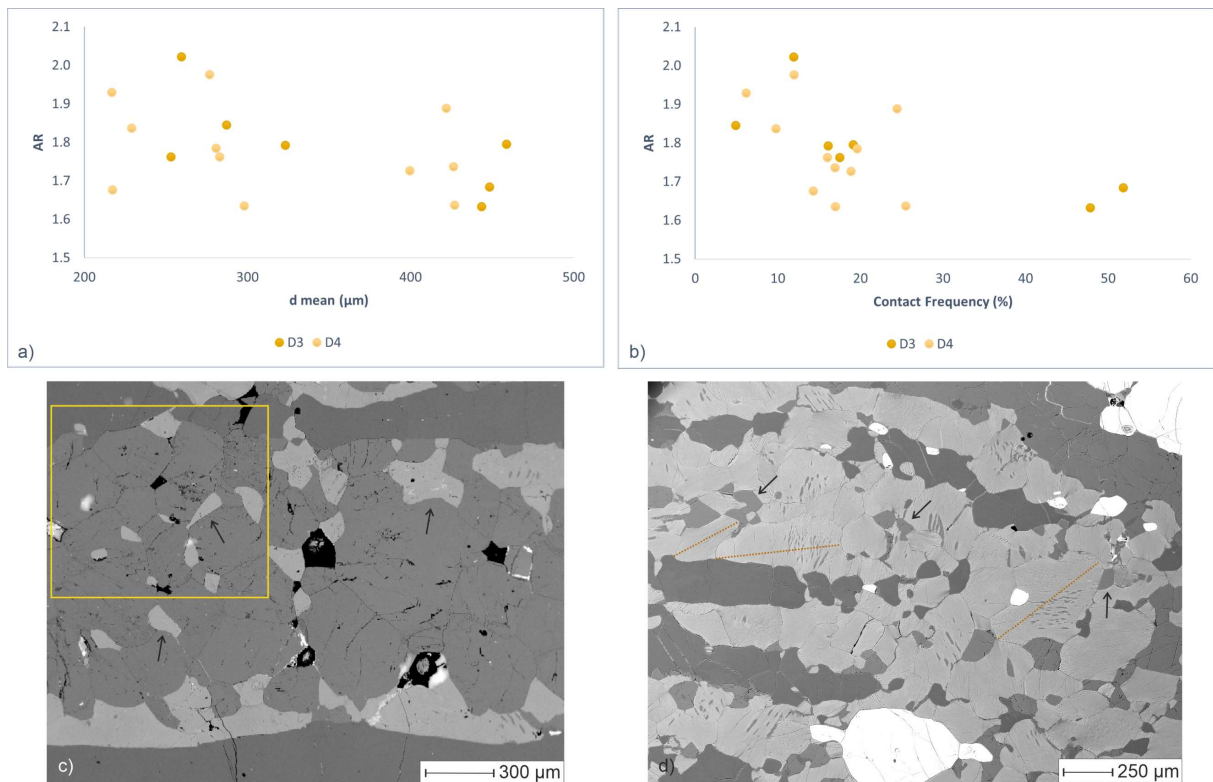 2.1
2.0
1.9
1.8
1.7
1.6
1.5
AR
200 300 400 500
d mean (µm)
D3 D4
a)
2.1
2.0
1.9
1.8
1.7
1.6
1.5
AR
0 10 20 30 40 50 60
Contact Frequency (%)
D3 D4
b)
c)
300 µm
d)
250 µm